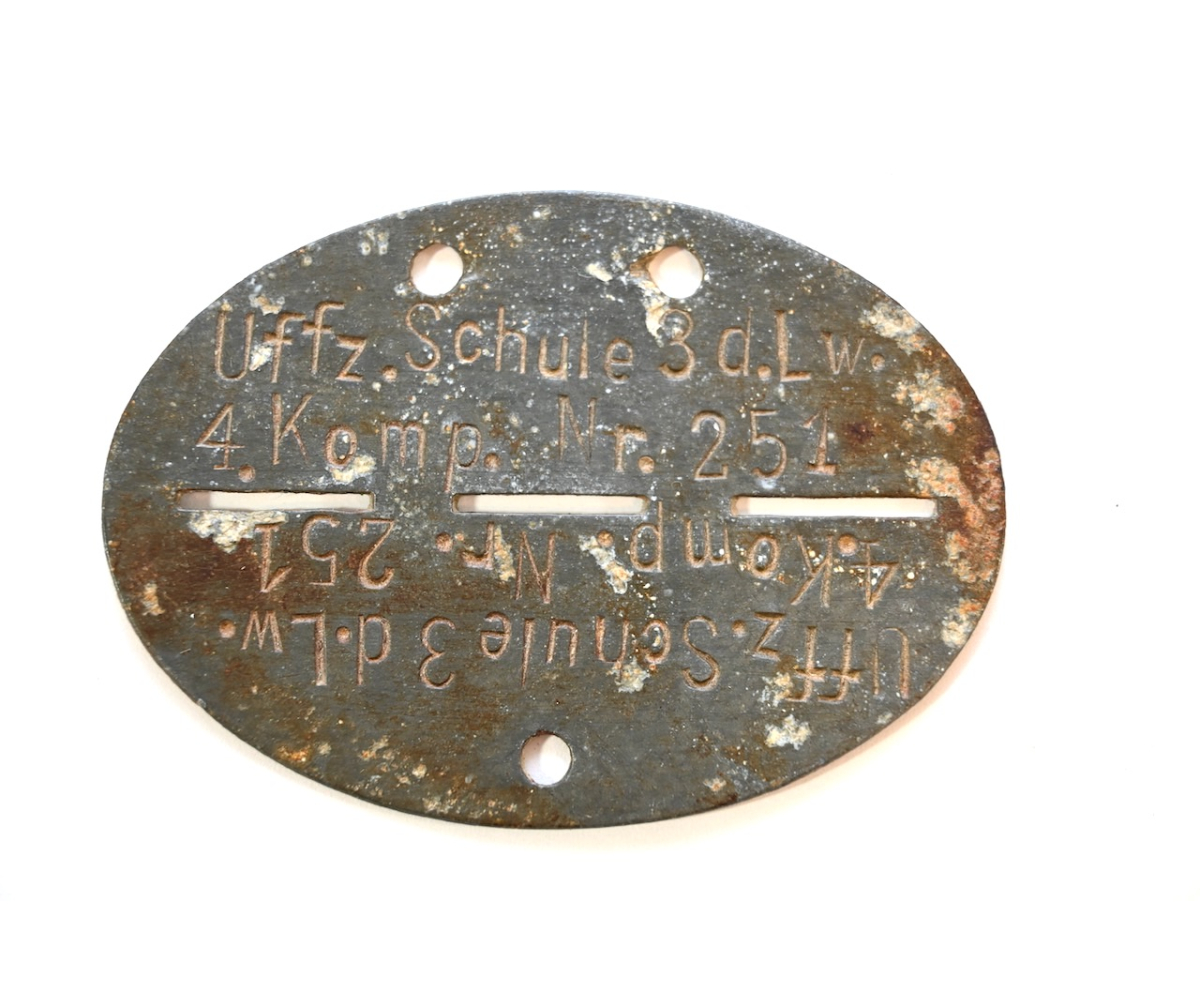 Uffz. Schule 3 d. Lw.
4. Komp. Nr. 251
4. Komp. Nr. 251
Uffz. Schule 3 d. Lw.